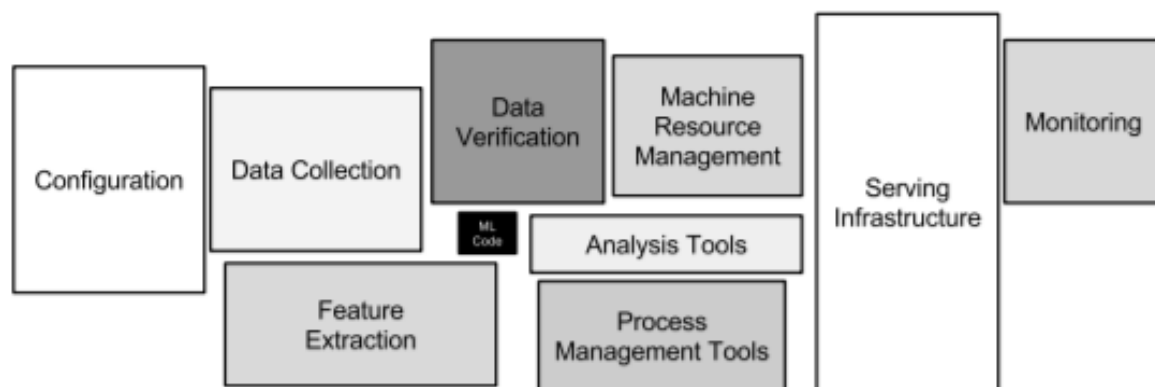 Configuration
Data Collection
Data
Verification
Machine
Resource
Management
Serving
Infrastructure
Monitoring
ML
Code
Analysis Tools
Feature
Extraction
Process
Management Tools